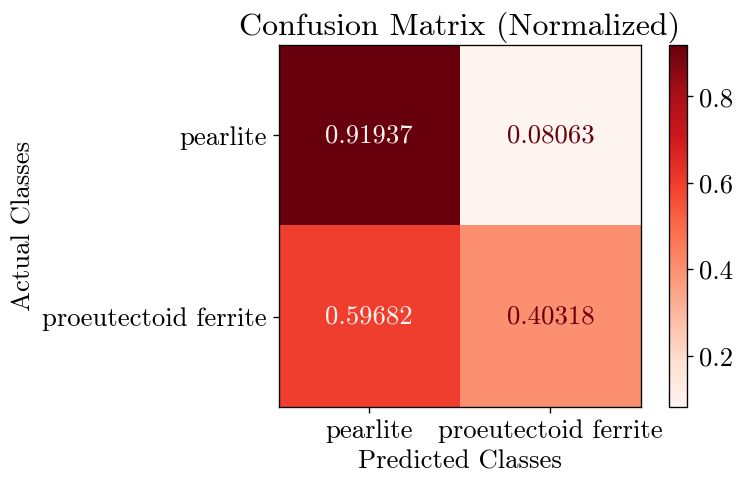 Confusion Matrix (Normalized)
Actual Classes
pearlite
0.91937
0.08063
proeutectoid ferrite
0.59682
0.40318
pearlite
proeutectoid ferrite
Predicted Classes
0.8
0.6
0.4
0.2